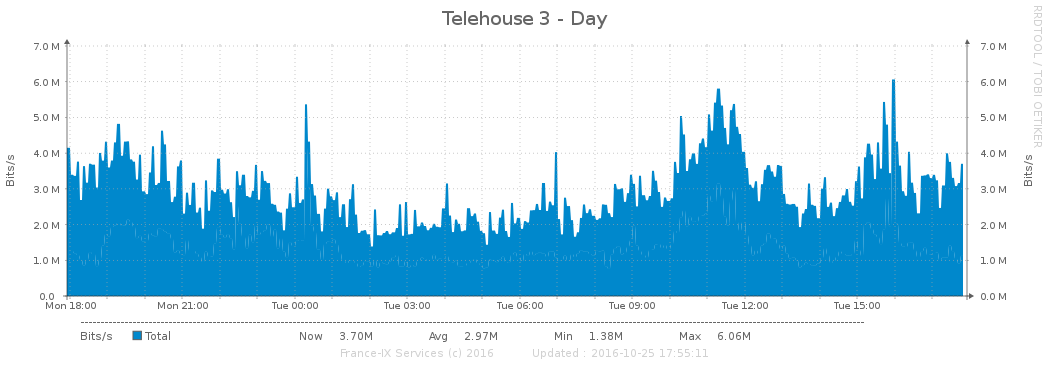 Telehouse 3 - Day
RRDTOOL / TOBI OETIKER
7.0 M 7.0 M
6.0 M 6.0 M
5.0 M 5.0 M
4.0 M 4.0 M
3.0 M 3.0 M
2.0 M 2.0 M
1.0 M 1.0 M
0.0 0.0 M
Bits/s
Bits/s
Mon 18:00 Mon 21:00 Tue 00:00 Tue 03:00 Tue 06:00 Tue 09:00 Tue 12:00 Tue 15:00
Bits/s Total Now 3.70M Avg 2.97M Min 1.38M Max 6.06M
France-IX Services (c) 2016 Updated : 2016-10-25 17:55:11